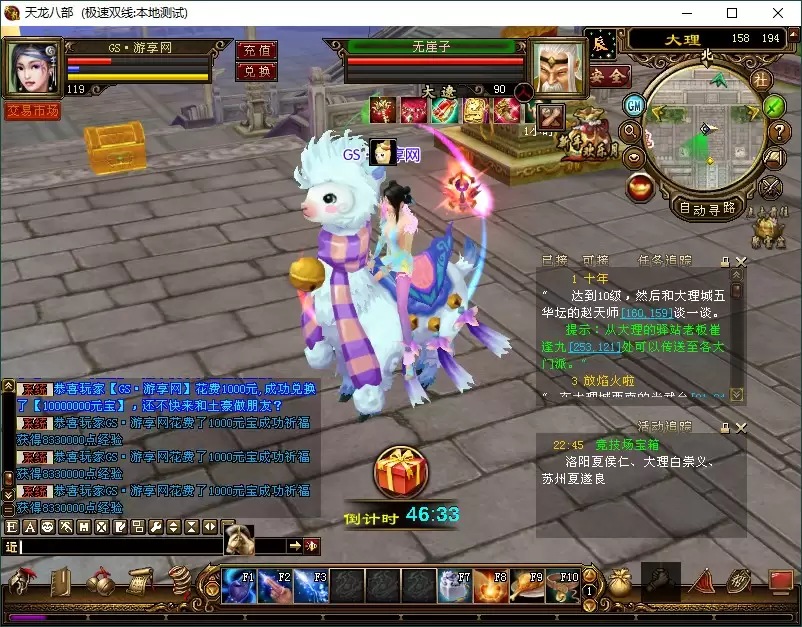 天龙八部 (极速双线:本地测试)
GS·游享网
充值
兑换
119
交易市场
无崖子
大遼
90
安全
辰
大理
158 194
北
社
GM
?
自动寻路
GS·游享网
已接 可接 任务追踪
1 十年
“ 达到10级，然后和大理城五
华坛的赵天师[160,159]谈一谈。
提示：从大理的驿站老板崔
逢九[253,121]处可以传送至各大
门派。”
3 放焰火啦
活动追踪
22:45 竞技场宝箱
洛阳夏侯仁、大理白崇义、
苏州夏遂良
系统 恭喜玩家【GS·游享网】花费1000元,成功兑换
了【10000000元宝】,还不快来和土豪做朋友?
系统 恭喜玩家GS·游享网花费了1000元宝成功祈福
获得8330000点经验
系统 恭喜玩家GS·游享网花费了1000元宝成功祈福
获得8330000点经验
系统 恭喜玩家GS·游享网花费了1000元宝成功祈福
获得8330000点经验
倒计时 46:33
近
F1 F2 F3 F7 F8 F9 F10
1